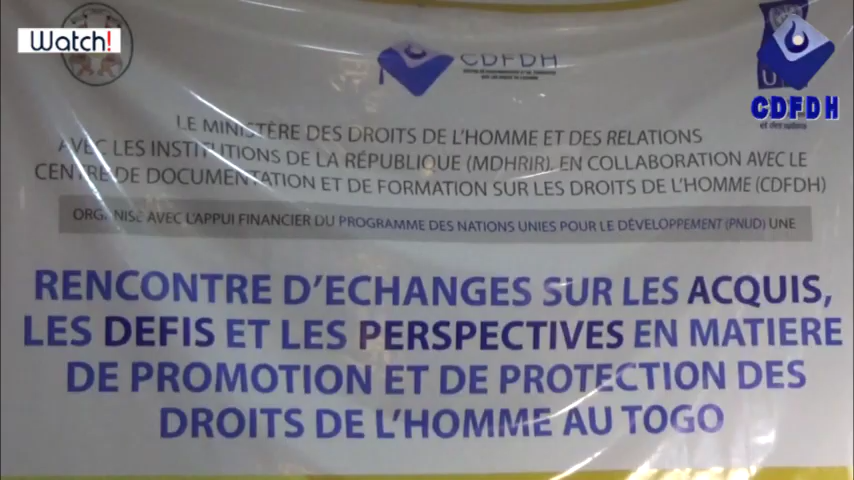 Watch!
CDFDH
CDFDH
et des nations
LE MINISTÈRE DES DROITS DE L'HOMME ET DES RELATIONS
AVEC LES INSTITUTIONS DE LA RÉPUBLIQUE (MDHRIR), EN COLLABORATION AVEC LE
CENTRE DE DOCUMENTATION ET DE FORMATION SUR LES DROITS DE L'HOMME (CDFDH)
ORGANISE AVEC L'APPUI FINANCIER DU PROGRAMME DES NATIONS UNIES POUR LE DÉVELOPPEMENT (PNUD) UNE
RENCONTRE D'ECHANGES SUR LES ACQUIS,
LES DEFIS ET LES PERSPECTIVES EN MATIERE
DE PROMOTION ET DE PROTECTION DES
DROITS DE L'HOMME AU TOGO